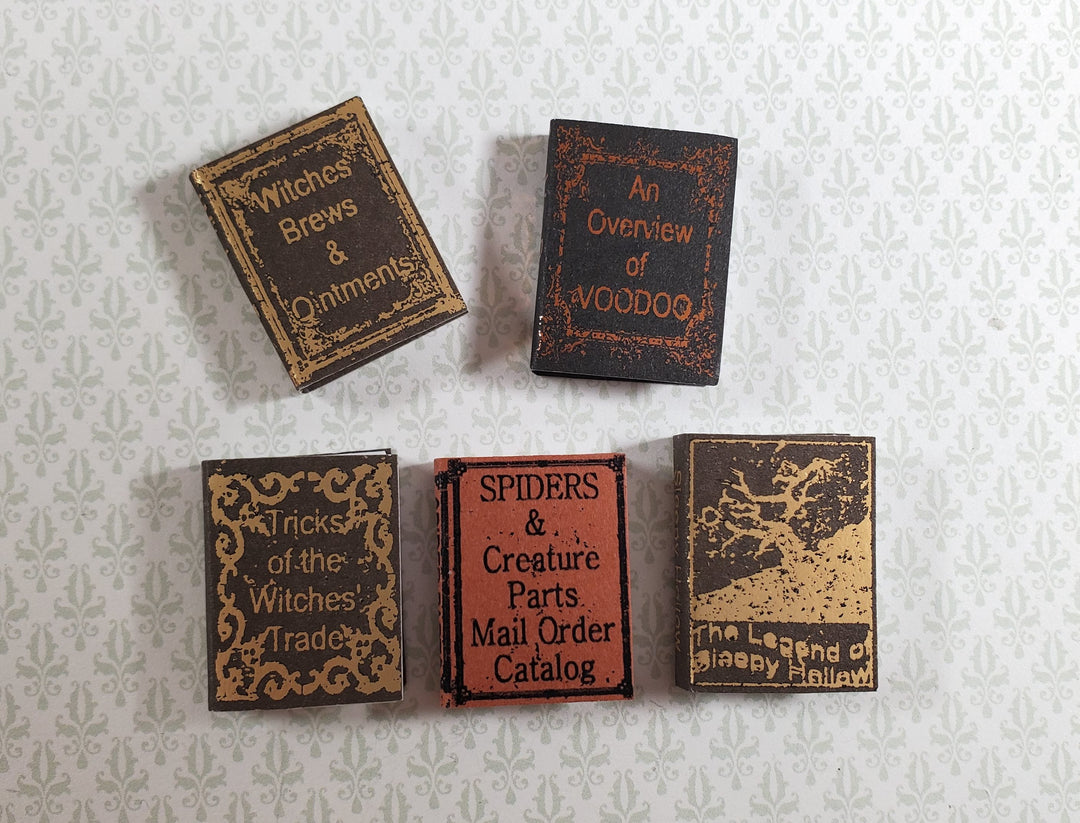 Witches'
Brews
&
Ointments
An
Overview
of
VOODOO
Tricks
of the
Witches'
Trade
SPIDERS
&
Creature
Parts
Mail Order
Catalog
The Legend of
Sleepy Hollow